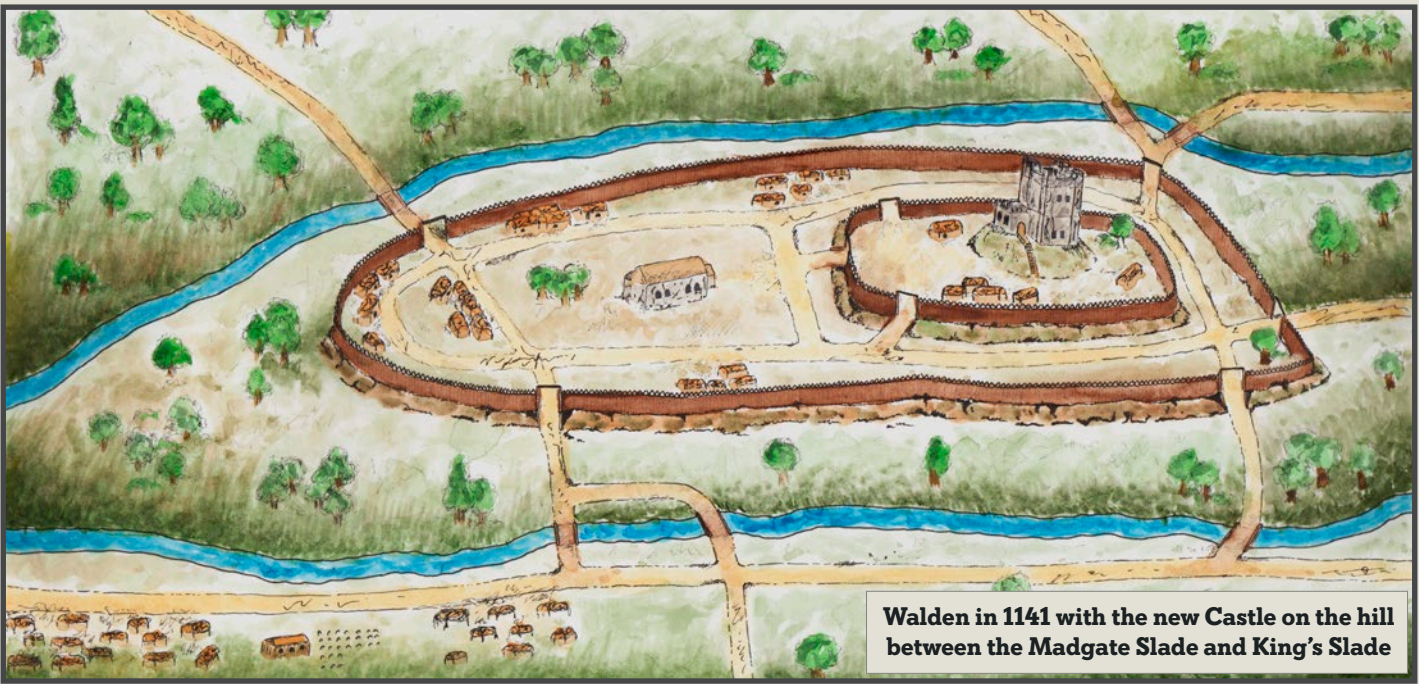 Walden in 1141 with the new Castle on the hill
between the Madgate Slade and King's Slade